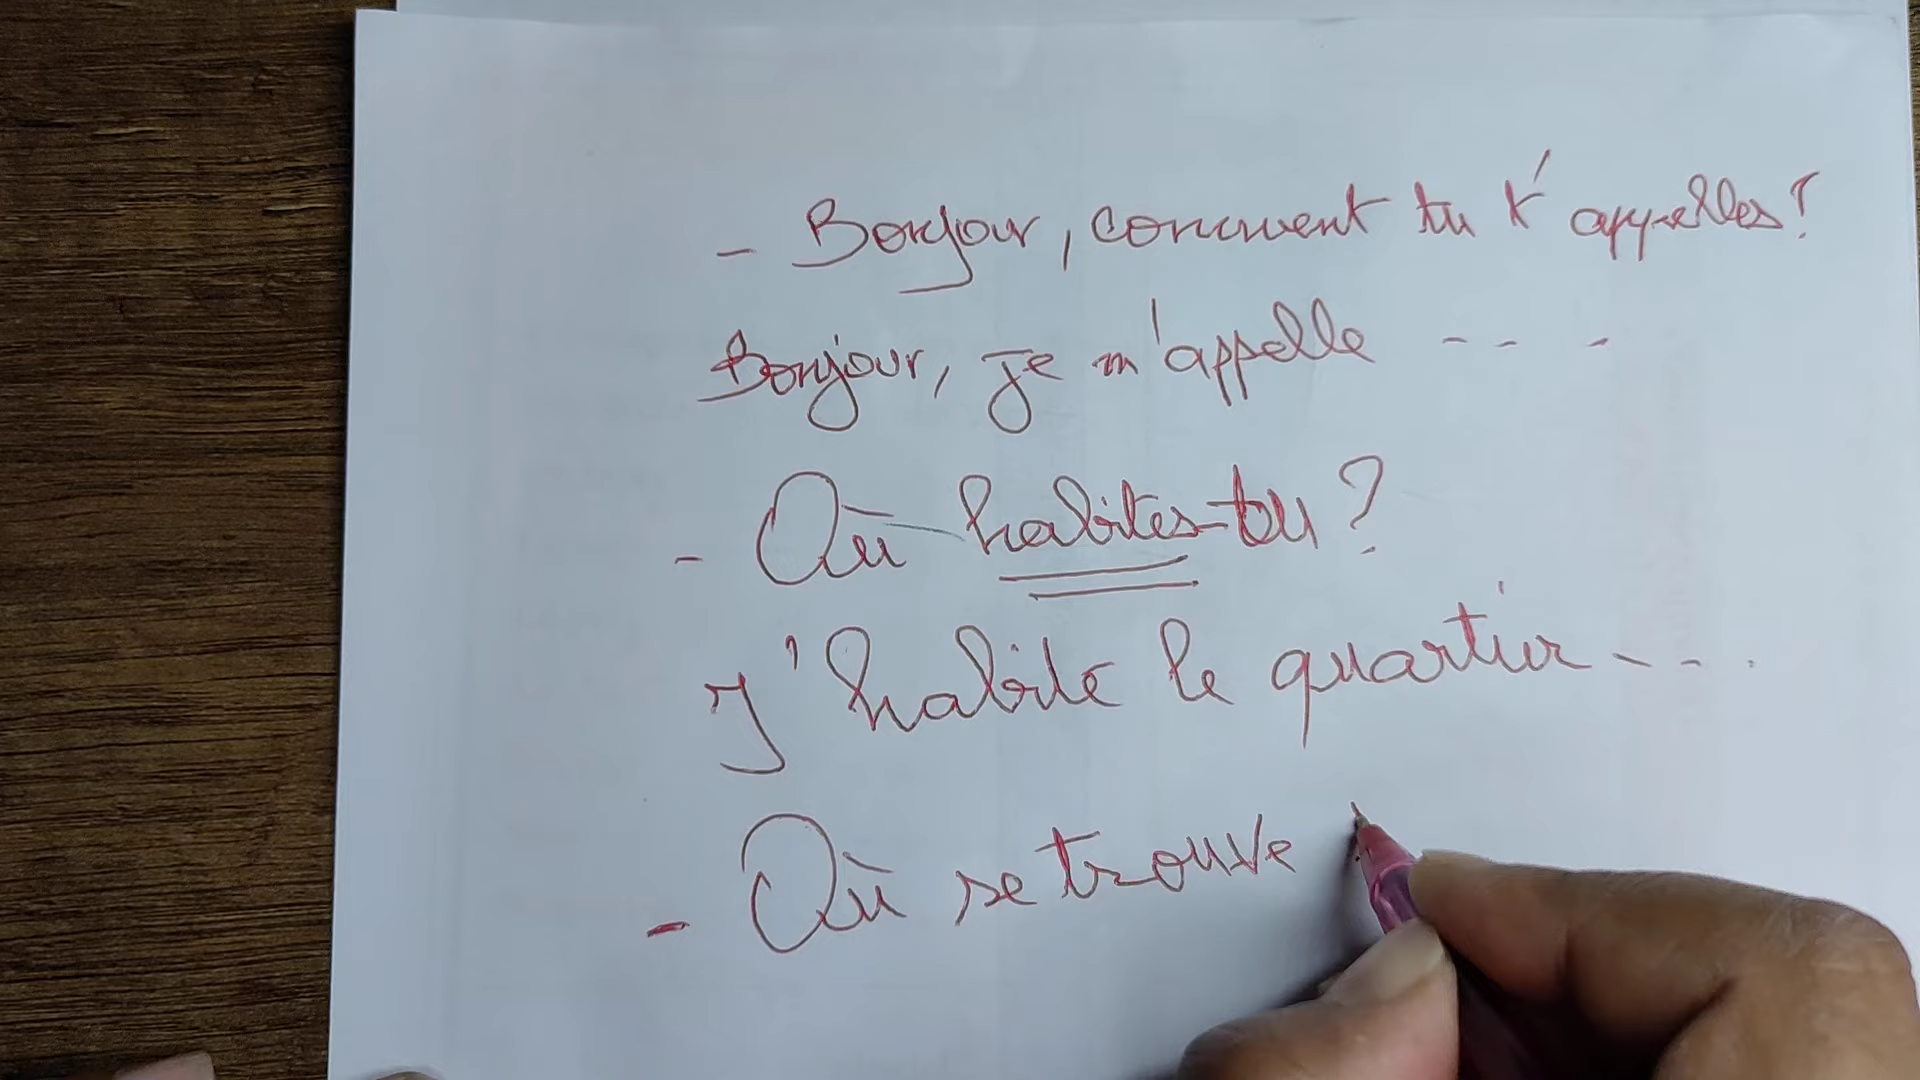 - Bonjour, comment tu t'appelles?
Bonjour, je m'appelle - - -
- Où habites-tu ?
J'habite le quartier - - .
- Où se trouve